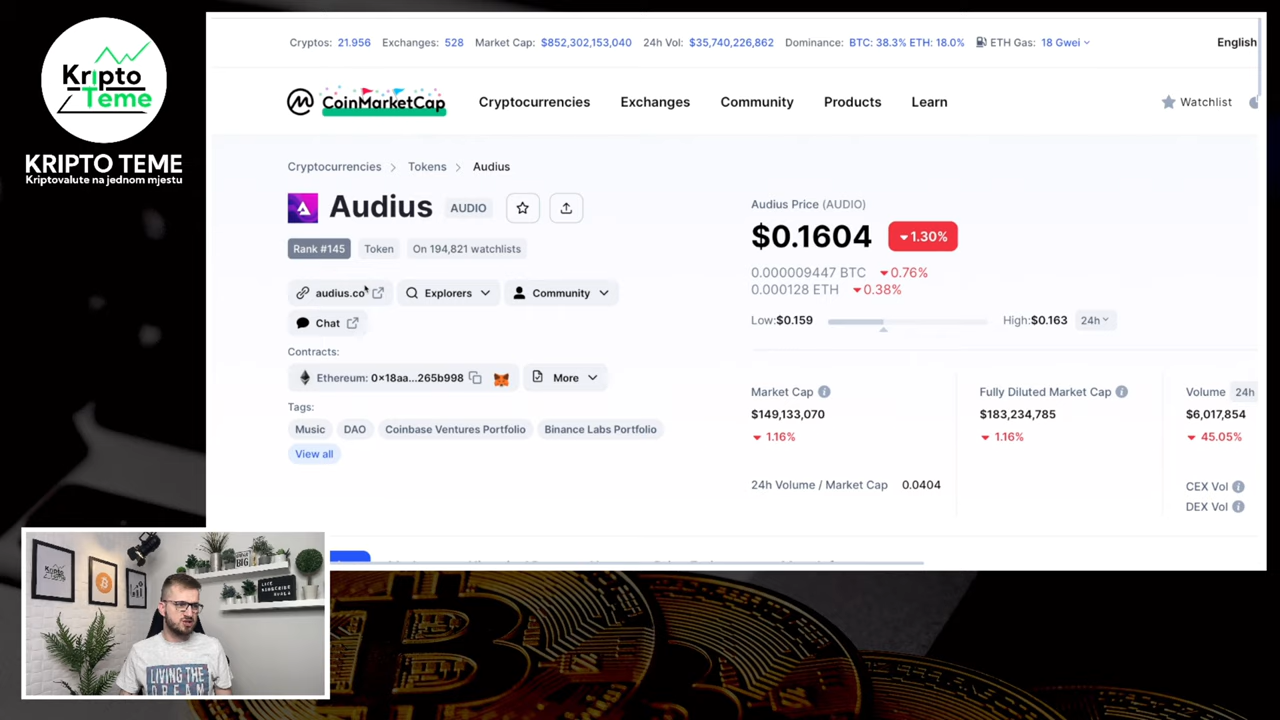 Kripto
Teme
KRIPTO TEME
Kriptovalute na jednom mjestu
Cryptos: 21.956 Exchanges: 528 Market Cap: $852,302,153,040 24h Vol: $35,740,226,862 Dominance: BTC: 38.3% ETH: 18.0% ETH Gas: 18 Gwei English
CoinMarketCap Cryptocurrencies Exchanges Community Products Learn Watchlist
Cryptocurrencies > Tokens > Audius
Audius AUDIO
Rank #145 Token On 194,821 watchlists
audius.co Explorers Community
Chat
Contracts:
Ethereum: 0x18aa...265b998 More
Tags:
Music DAO Coinbase Ventures Portfolio Binance Labs Portfolio
View all
Audius Price (AUDIO)
$0.1604 1.30%
0.000009447 BTC 0.76%
0.000128 ETH 0.38%
Low:$0.159 High:$0.163 24h
Market Cap Fully Diluted Market Cap Volume 24h
$149,133,070 $183,234,785 $6,017,854
1.16% 1.16% 45.05%
24h Volume / Market Cap 0.0404 CEX Vol
DEX Vol
LIVING THE
DREAM